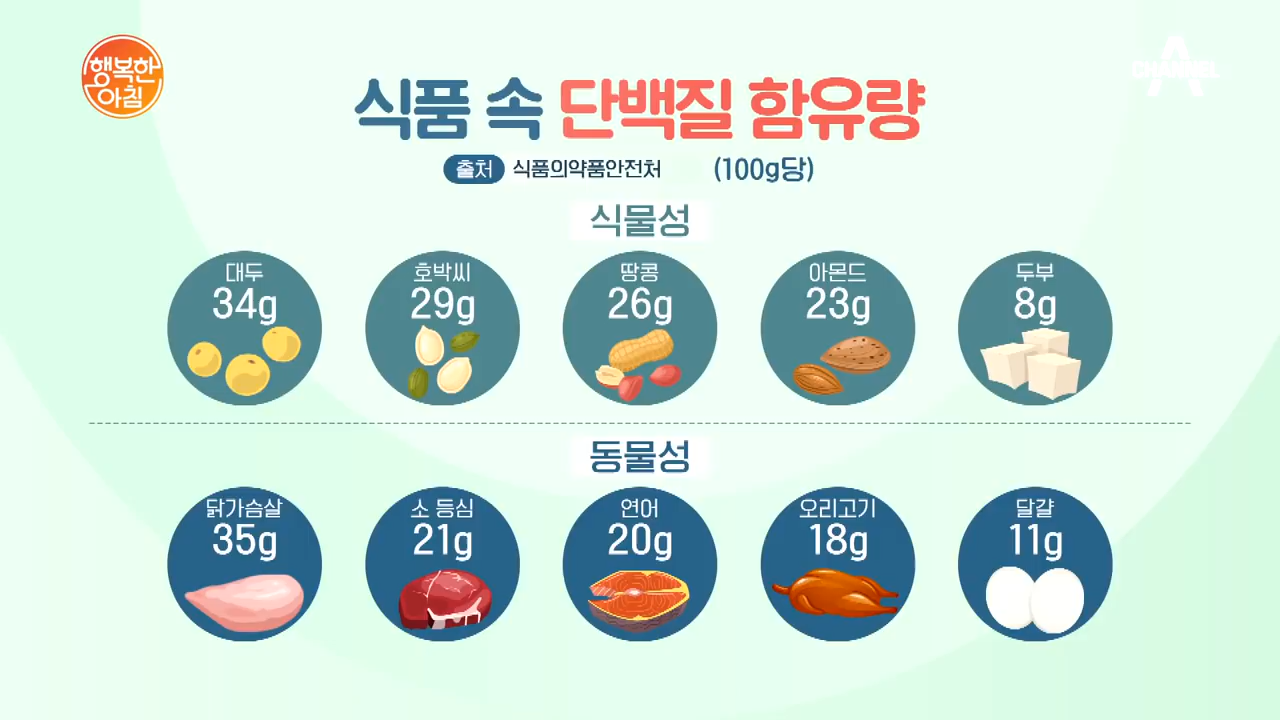 행복한
아침
CHANNEL A
식품 속 단백질 함유량
출처 식품의약품안전처 (100g당)
식물성
대두
34g
호박씨
29g
땅콩
26g
아몬드
23g
두부
8g
동물성
닭가슴살
35g
소 등심
21g
연어
20g
오리고기
18g
달걀
11g